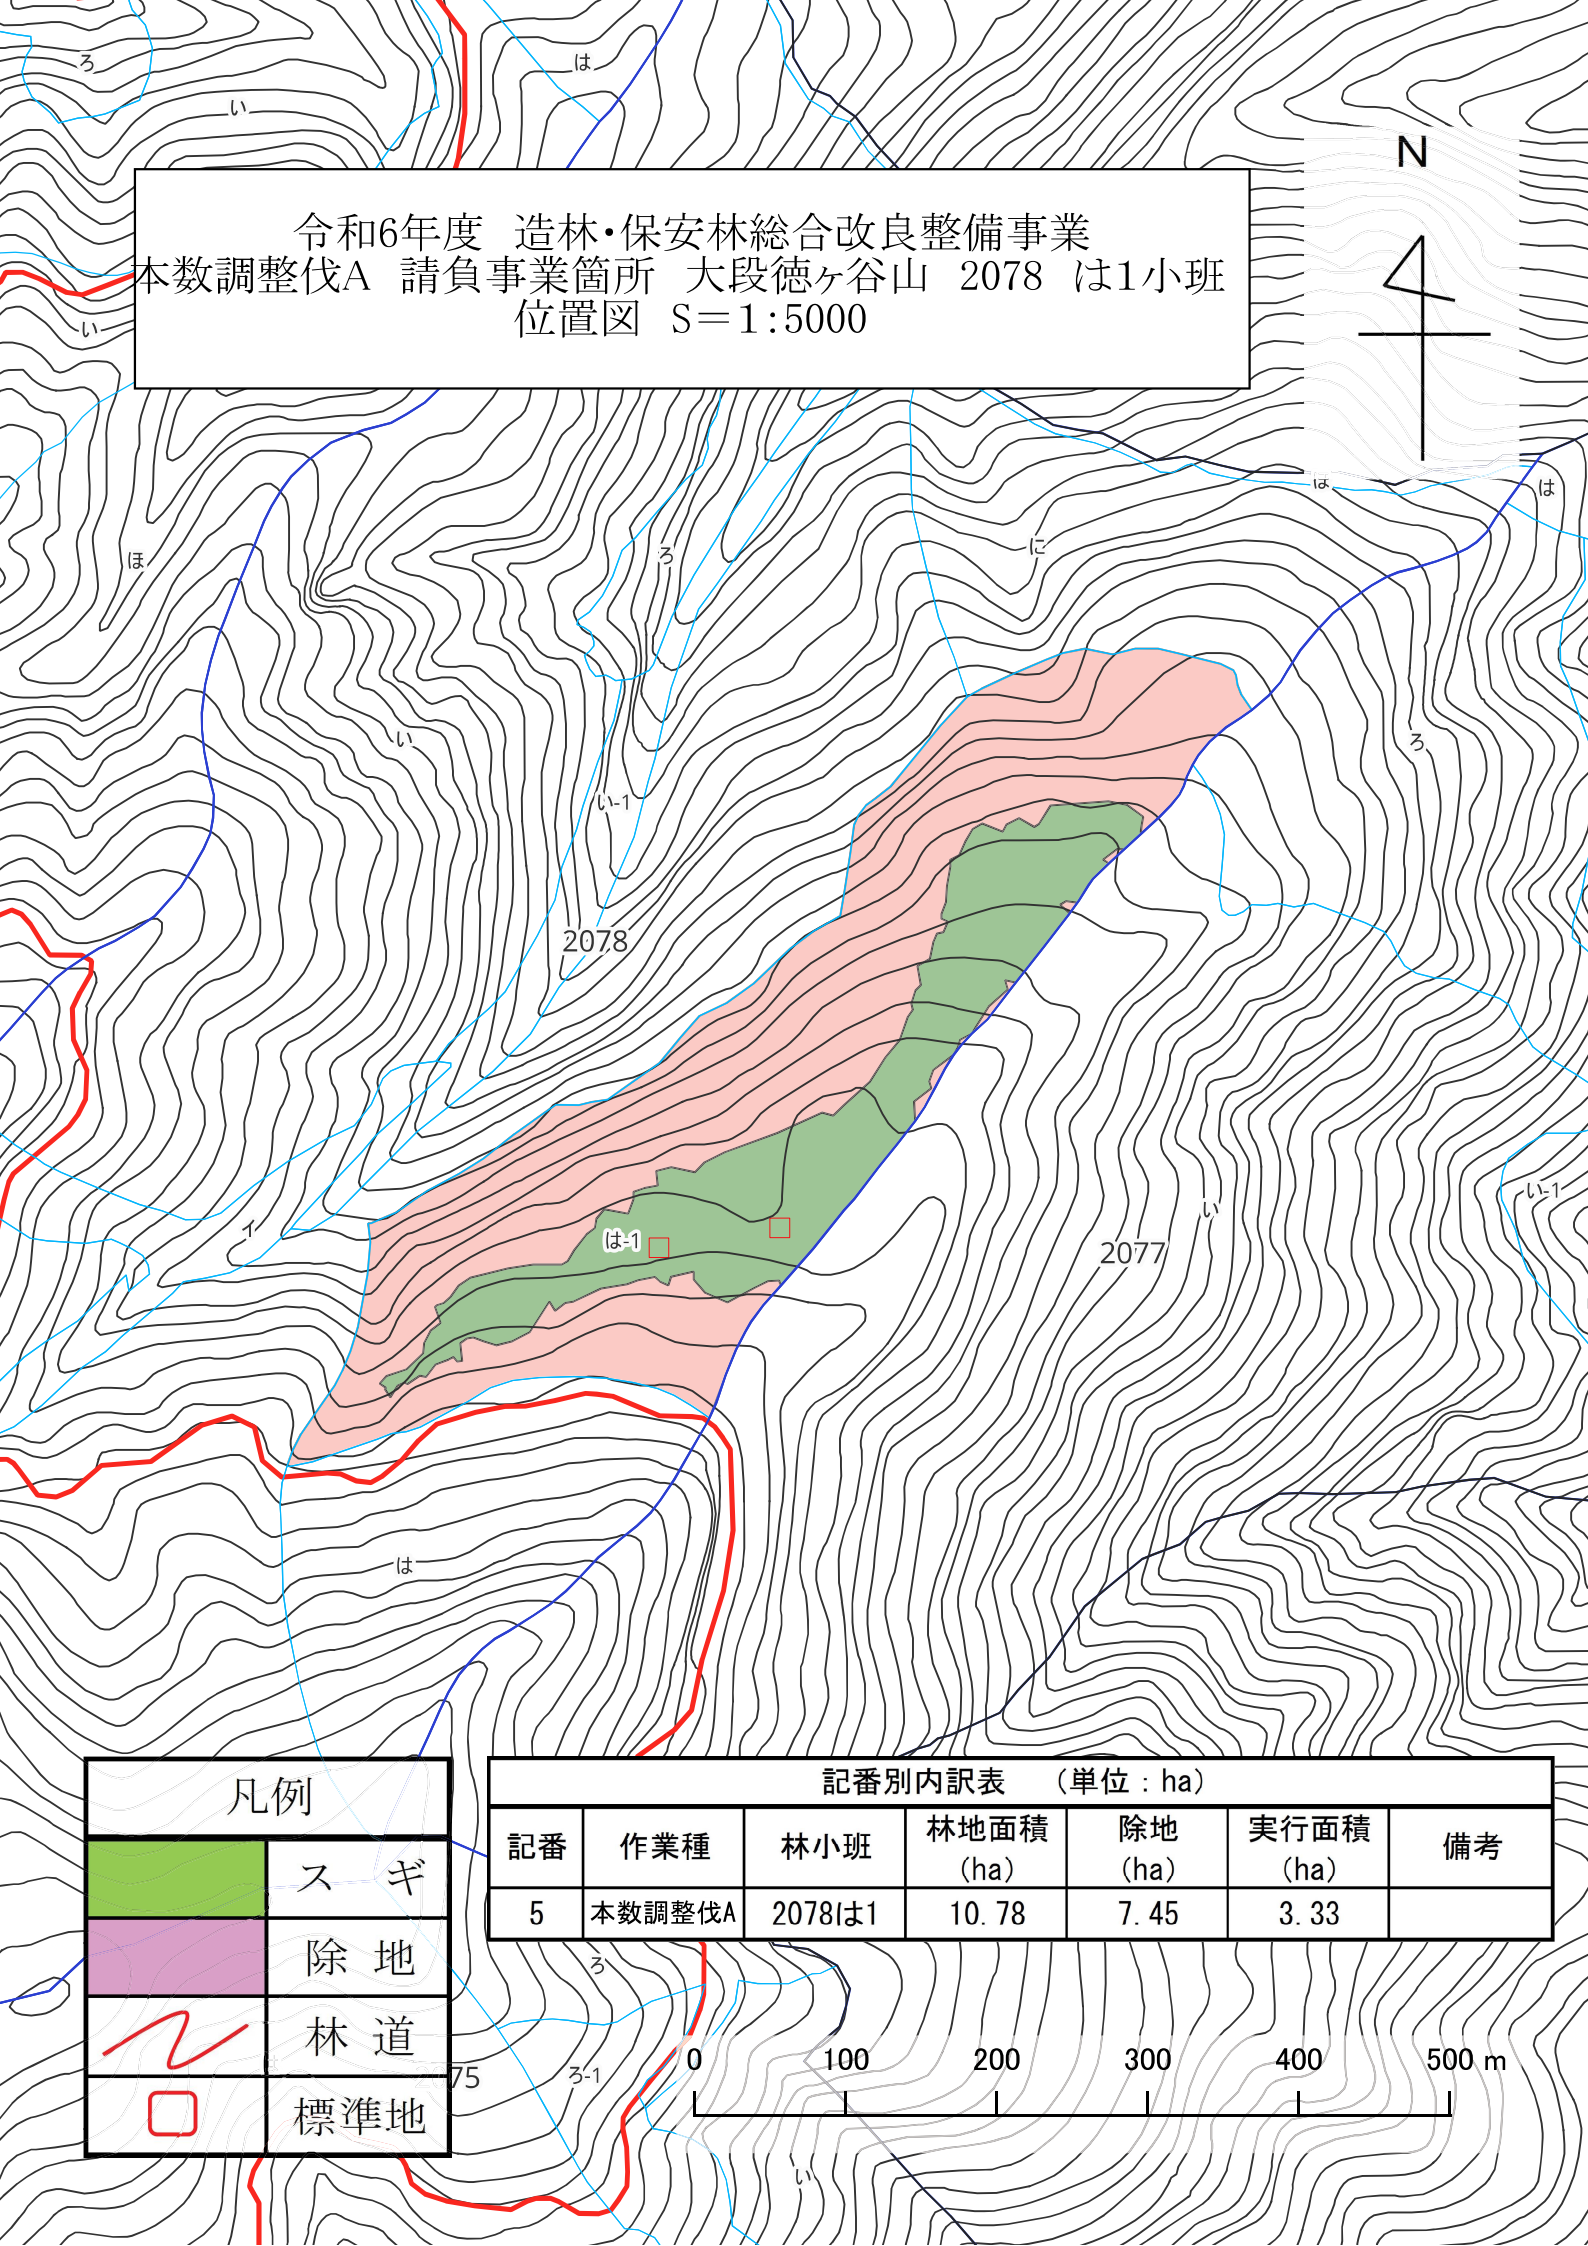 ろ
は
い
N
令和6年度 造林・保安林総合改良整備事業
本数調整伐A 請負事業箇所 大段徳ヶ谷山 2078 は1小班
位置図 S＝1:5000
い
ほ
は
ほ
ろ
に
い
ろ
い-1
2078
い-1
い
イ
は-1
2077
は
凡例
ス ギ
除 地
林 道
標準地
記番別内訳表 （単位：ha）
記番 作業種 林小班 林地面積（ha） 除地（ha） 実行面積（ha） 備考
5 本数調整伐A 2078は1 10.78 7.45 3.33
ろ
75
ろ-1
0 100 200 300 400 500 m
い